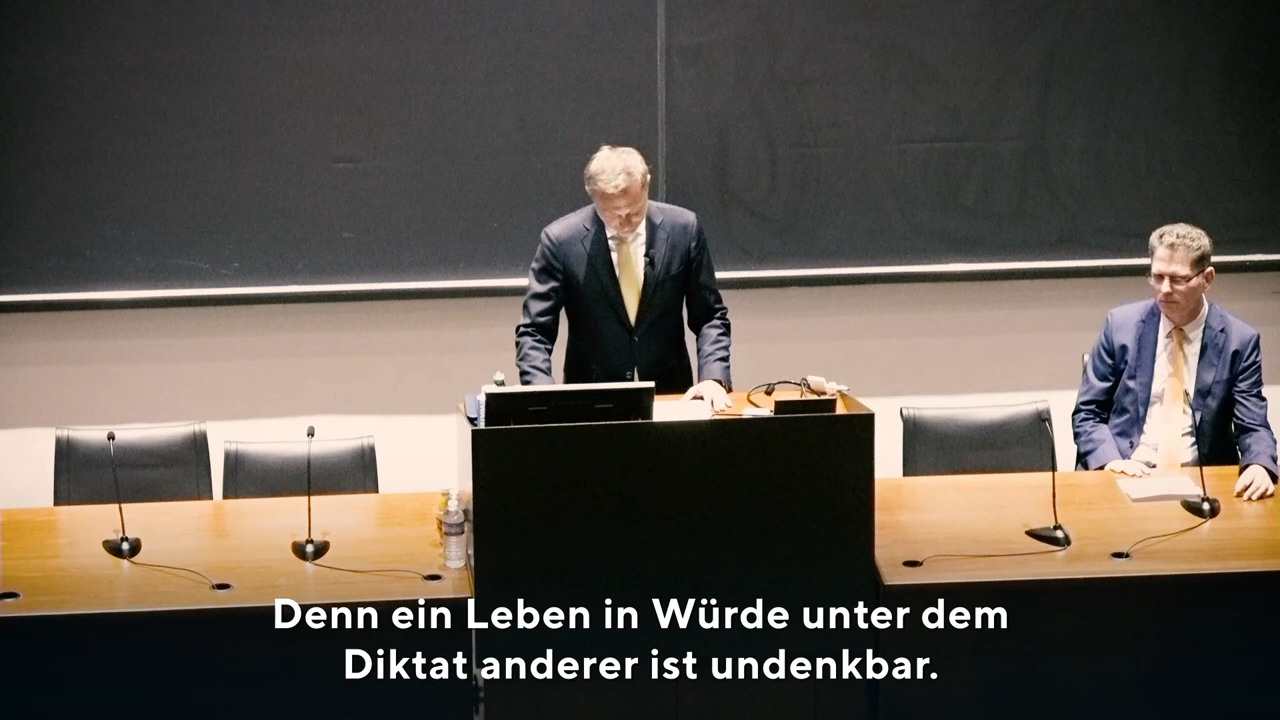 Denn ein Leben in Würde unter dem
Diktat anderer ist undenkbar.